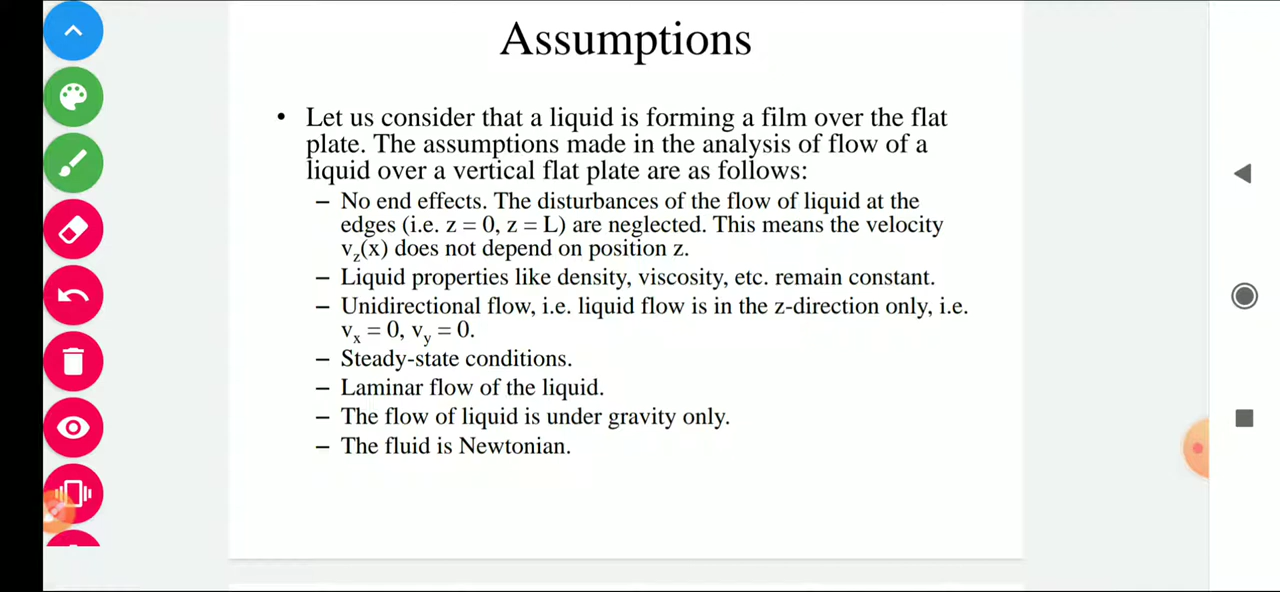 Assumptions
• Let us consider that a liquid is forming a film over the flat
plate. The assumptions made in the analysis of flow of a
liquid over a vertical flat plate are as follows:
– No end effects. The disturbances of the flow of liquid at the
edges (i.e. z = 0, z = L) are neglected. This means the velocity
v_z(x) does not depend on position z.
– Liquid properties like density, viscosity, etc. remain constant.
– Unidirectional flow, i.e. liquid flow is in the z-direction only, i.e.
v_x = 0, v_y = 0.
– Steady-state conditions.
– Laminar flow of the liquid.
– The flow of liquid is under gravity only.
– The fluid is Newtonian.